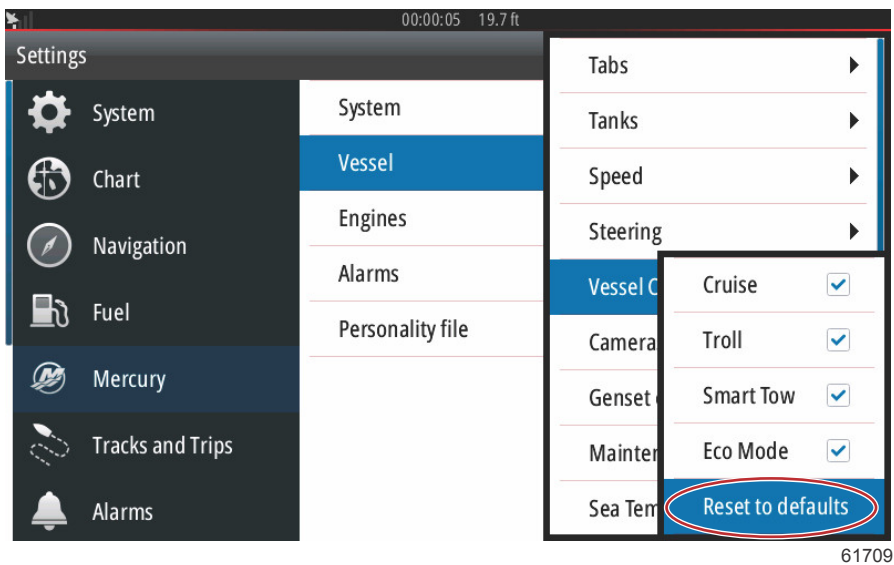 00:00:05 19.7 ft
Settings
System
Chart
Navigation
Fuel
Mercury
Tracks and Trips
Alarms
System
Vessel
Engines
Alarms
Personality file
Tabs
Tanks
Speed
Steering
Vessel C
Camera
Genset
Mainten
Sea Tem
Cruise
Troll
Smart Tow
Eco Mode
Reset to defaults
61709